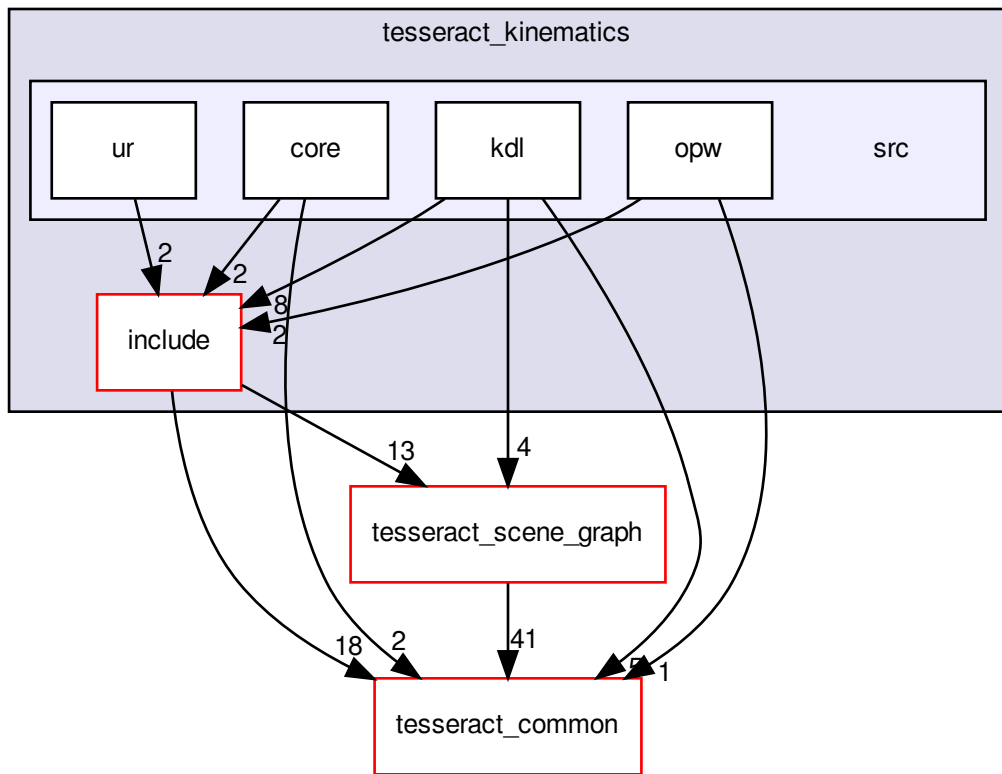 tesseract_kinematics
ur
core
kdl
opw
src
2
2
8
2
include
13
4
tesseract_scene_graph
18
2
41
5
1
tesseract_common